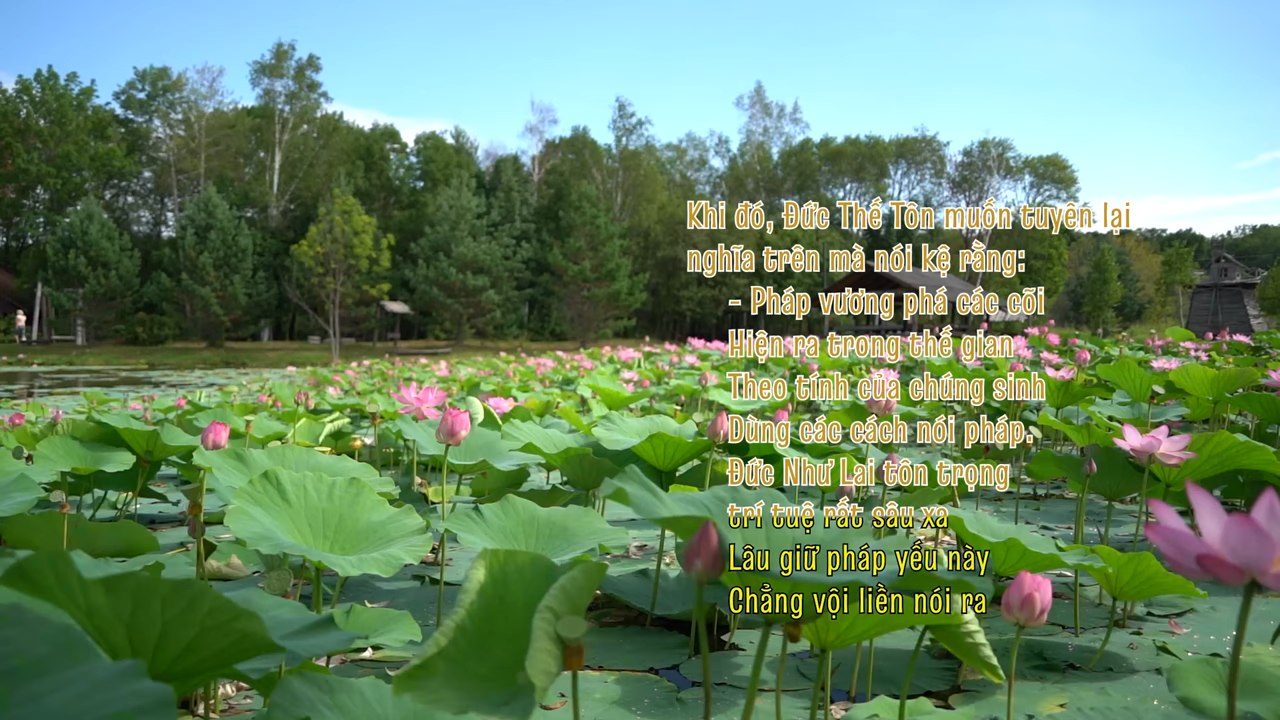 Khi đó, Đức Thế Tôn muốn tuyên lại
nghĩa trên mà nói kệ rằng:
- Pháp vương phá các cõi
Hiện ra trong thế gian
Theo tính của chúng sinh
Dùng các cách nói pháp.
Đức Như Lai tôn trọng
trí tuệ rất sâu xa
Lâu giữ pháp yếu này
Chẳng vội liền nói ra